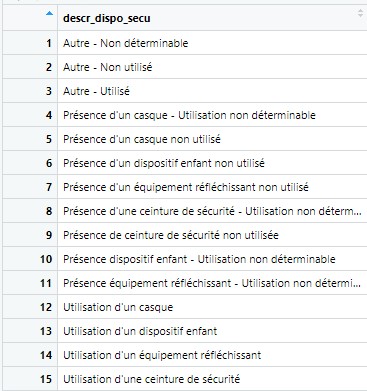 descr_dispo_secu
1 Autre - Non déterminable
2 Autre - Non utilisé
3 Autre - Utilisé
4 Présence d'un casque - Utilisation non déterminable
5 Présence d'un casque non utilisé
6 Présence d'un dispositif enfant non utilisé
7 Présence d'un équipement réfléchissant non utilisé
8 Présence d'une ceinture de sécurité - Utilisation non déterm...
9 Présence de ceinture de sécurité non utilisée
10 Présence dispositif enfant - Utilisation non déterminable
11 Présence équipement réfléchissant - Utilisation non détermi...
12 Utilisation d'un casque
13 Utilisation d'un dispositif enfant
14 Utilisation d'un équipement réfléchissant
15 Utilisation d'une ceinture de sécurité